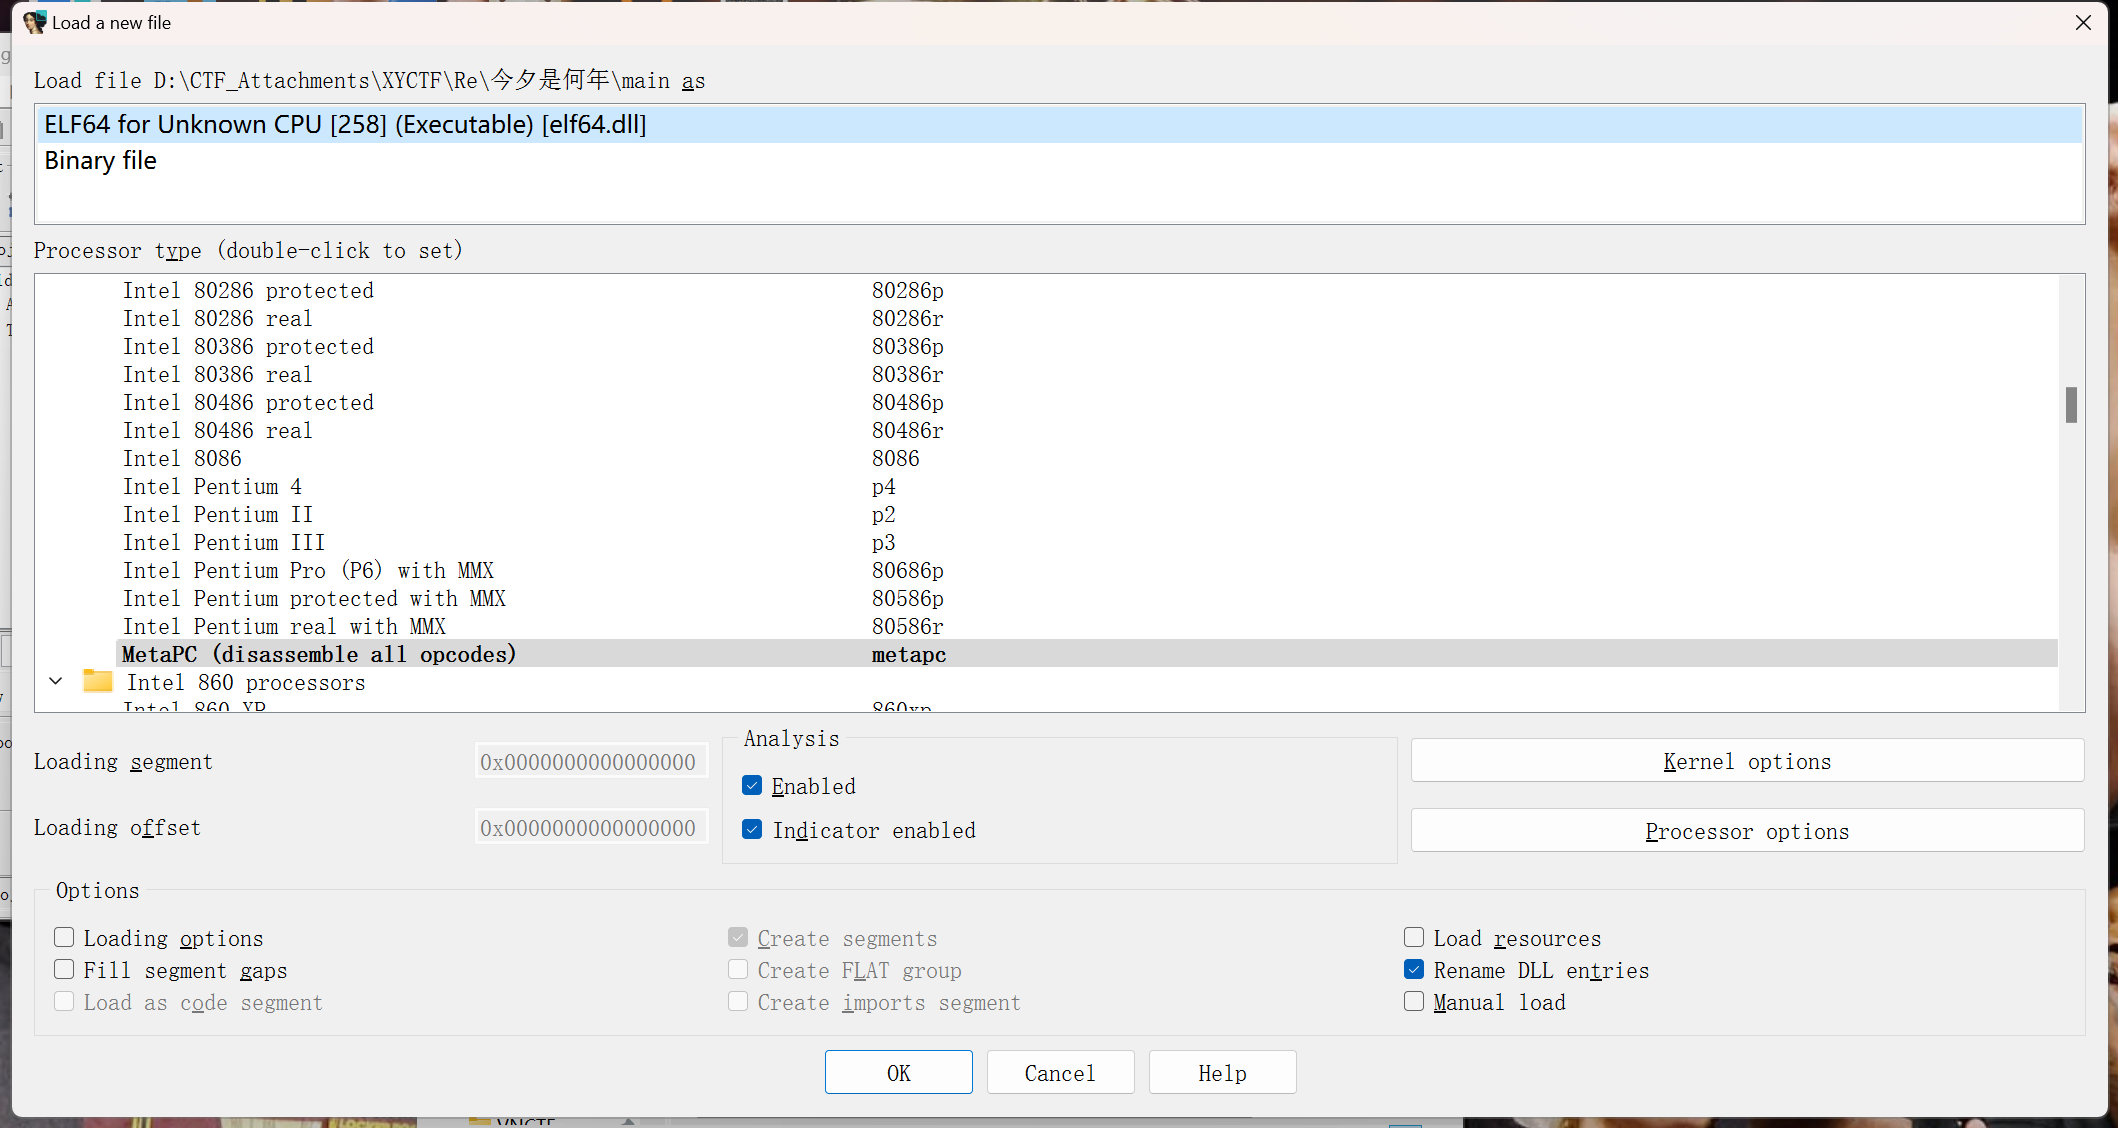 Load a new file
Load file D:\CTF_Attachments\XYCTF\Re\今夕是何年\main as
ELF64 for Unknown CPU [258] (Executable) [elf64.dll]
Binary file
Processor type (double-click to set)
Intel 80286 protected 80286p
Intel 80286 real 80286r
Intel 80386 protected 80386p
Intel 80386 real 80386r
Intel 80486 protected 80486p
Intel 80486 real 80486r
Intel 8086 8086
Intel Pentium 4 p4
Intel Pentium II p2
Intel Pentium III p3
Intel Pentium Pro (P6) with MMX 80686p
Intel Pentium protected with MMX 80586p
Intel Pentium real with MMX 80586r
MetaPC (disassemble all opcodes) metapc
Intel 860 processors
Intel 860 XP 860xp
Loading segment 0x0000000000000000
Loading offset 0x0000000000000000
Analysis
Enabled
Indicator enabled
Kernel options
Processor options
Options
Loading options
Fill segment gaps
Load as code segment
Create segments
Create FLAT group
Create imports segment
Load resources
Rename DLL entries
Manual load
OK Cancel Help
VNCTF